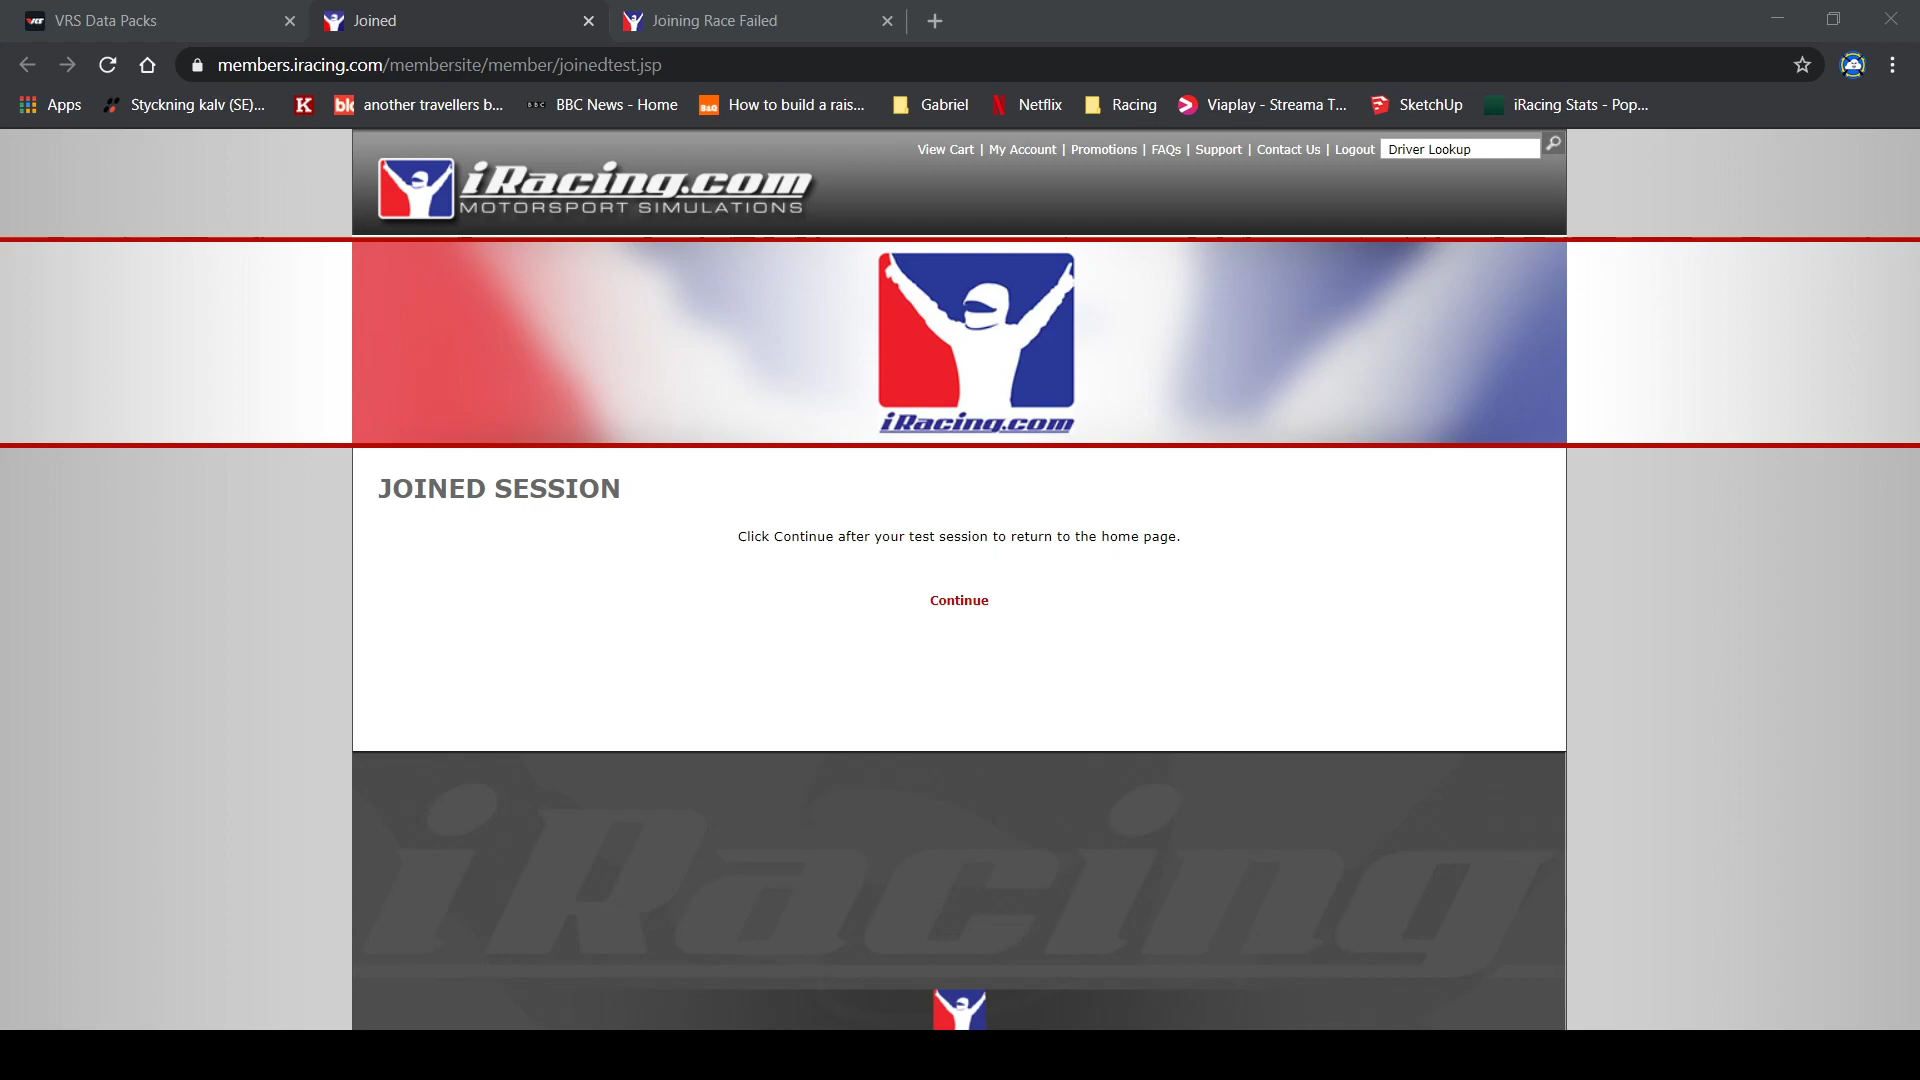 VRS Data Packs
Joined
Joining Race Failed
members.iracing.com/membersite/member/joinedtest.jsp
Apps
Styckning kalv (SE)...
K
another travellers b...
BBC
BBC News - Home
B&Q
How to build a rais...
Gabriel
Netflix
Racing
Viaplay - Streama T...
SketchUp
iRacing Stats - Pop...
View Cart | My Account | Promotions | FAQs | Support | Contact Us | Logout
Driver Lookup
iRacing.com
MOTORSPORT SIMULATIONS
iRacing.com
JOINED SESSION
Click Continue after your test session to return to the home page.
Continue
iRacing